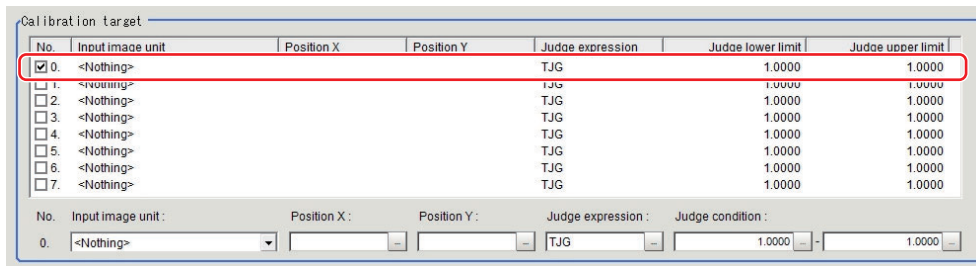 Calibration target
No. Input image unit Position X Position Y Judge expression Judge lower limit Judge upper limit
0. <Nothing> TJG 1.0000 1.0000
1. <Nothing> TJG 1.0000 1.0000
2. <Nothing> TJG 1.0000 1.0000
3. <Nothing> TJG 1.0000 1.0000
4. <Nothing> TJG 1.0000 1.0000
5. <Nothing> TJG 1.0000 1.0000
6. <Nothing> TJG 1.0000 1.0000
7. <Nothing> TJG 1.0000 1.0000
No. Input image unit : Position X : Position Y : Judge expression : Judge condition :
0. <Nothing> ... ... TJG ... 1.0000 ... - 1.0000 ...